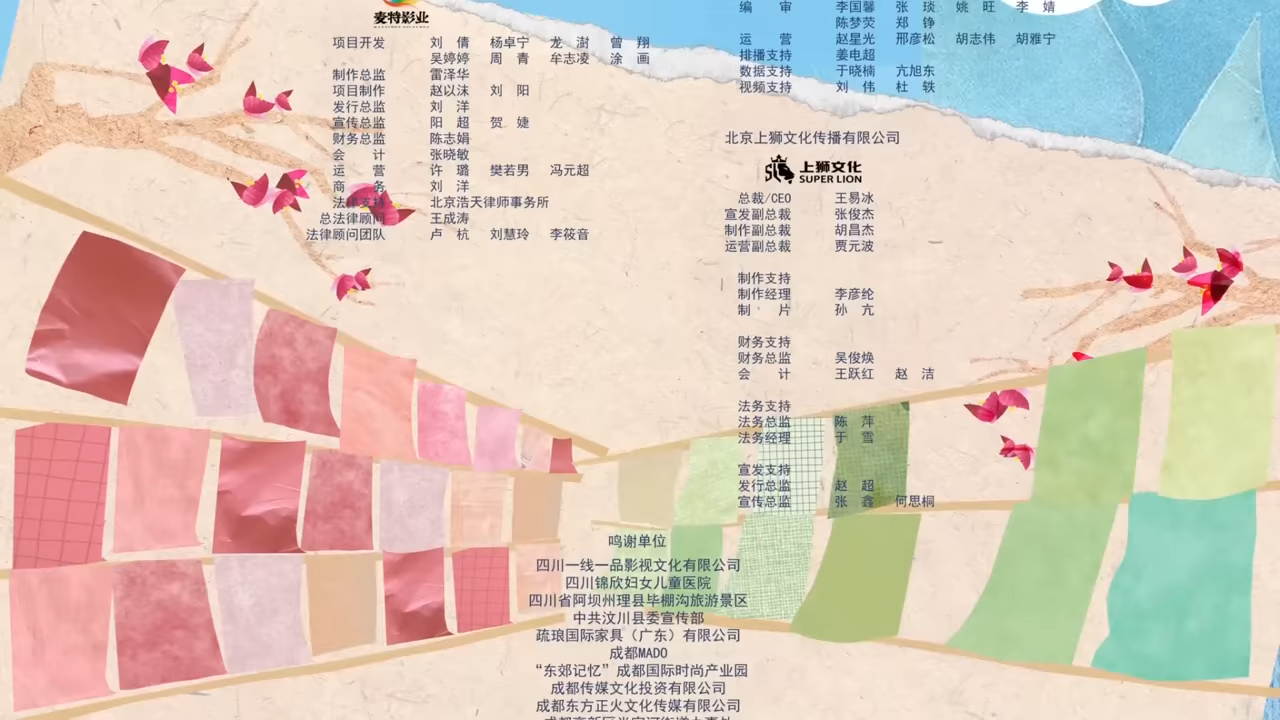 麦特影业
项目开发 刘 倩 杨卓宁 龙 澍 曾 翔
吴婷婷 周 青 牟志凌 涂 画
制作总监 雷泽华
项目制作 赵以沫 刘 阳
发行总监 刘 洋
宣传总监 阳 超 贺 婕
财务总监 陈志娟
会 计 张晓敏
运 营 许 璐 樊若男 冯元超
商 务 刘 洋
法律支持 北京浩天律师事务所
总法律顾问 王成涛
法律顾问团队 卢 杭 刘慧玲 李筱音
编 审 李国馨 张 琰 姚 旺 李 婧
陈梦荧 郑 铮
运 营 赵星光 邢彦松 胡志伟 胡雅宁
排播支持 姜电超
数据支持 于晓楠 亢旭东
视频支持 刘 伟 杜 轶
北京上狮文化传播有限公司
上狮文化
SUPER LION
总裁/CEO 王易冰
宣发副总裁 张俊杰
制作副总裁 胡昌杰
运营副总裁 贾元波
制作支持
制作经理 李彦纶
制 片 孙 亢
财务支持
财务总监 吴俊焕
会 计 王跃红 赵 洁
法务支持
法务总监 陈 萍
法务经理 于 雪
宣发支持
发行总监 赵 超
宣传总监 张 鑫 何思桐
鸣谢单位
四川一线一品影视文化有限公司
四川锦欣妇女儿童医院
四川省阿坝州理县毕棚沟旅游景区
中共汶川县委宣传部
疏琅国际家具（广东）有限公司
成都MADO
“东郊记忆”成都国际时尚产业园
成都传媒文化投资有限公司
成都东方正火文化传媒有限公司